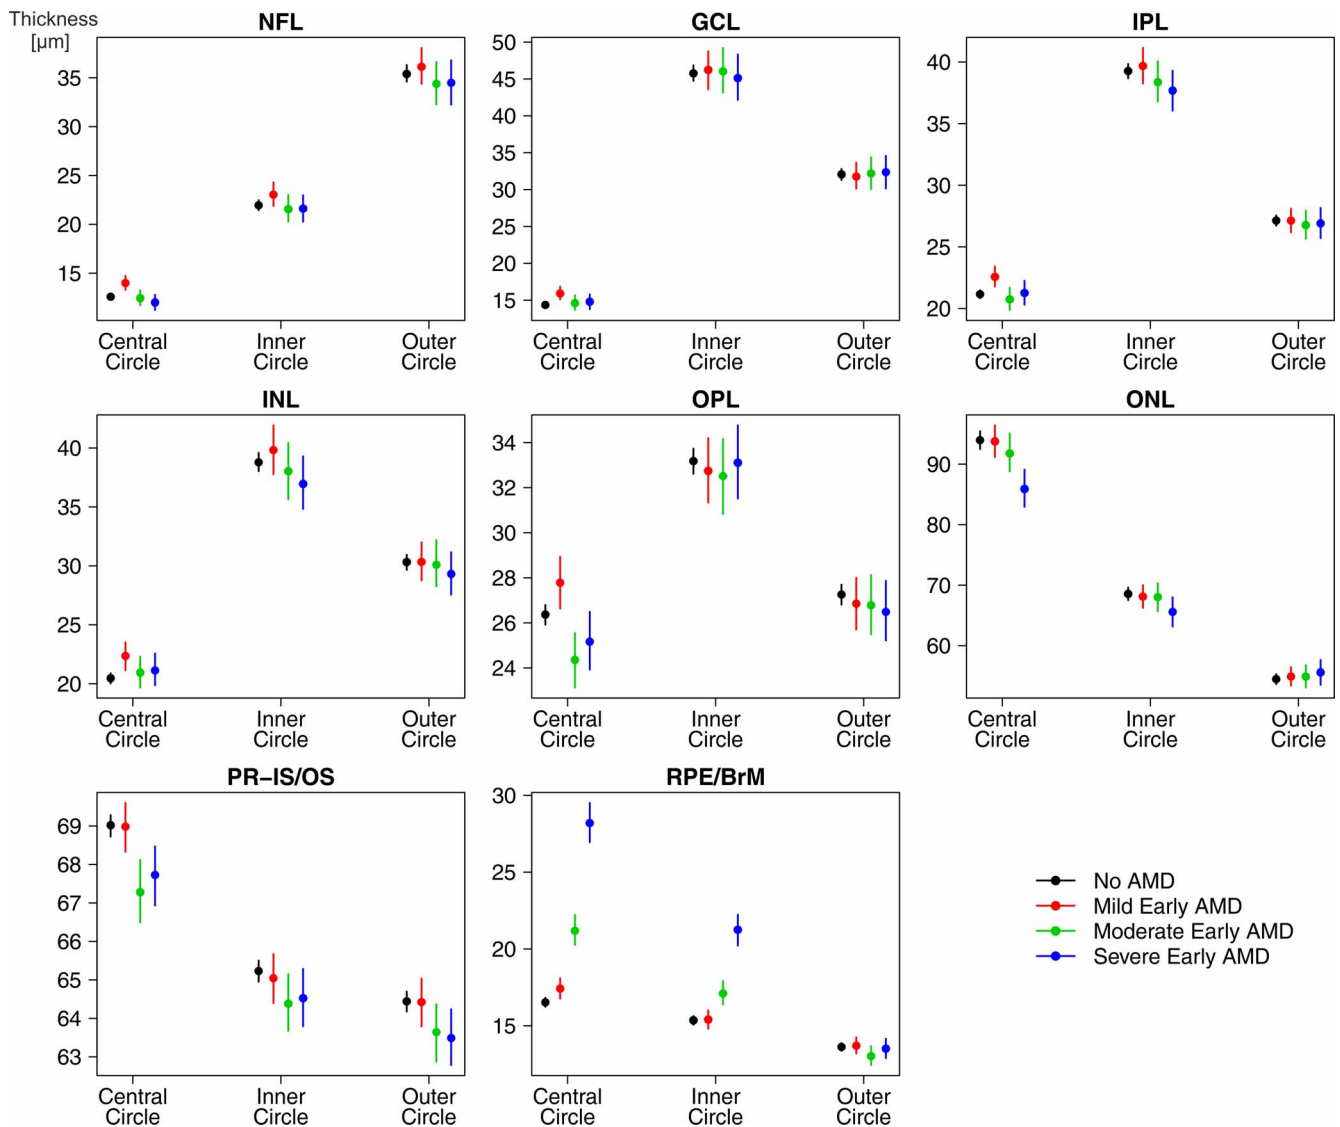 Thickness
[µm]
NFL
GCL
IPL
35
30
25
20
15
50
45
40
35
30
25
20
15
40
35
30
25
20
Central Circle
Inner Circle
Outer Circle
Central Circle
Inner Circle
Outer Circle
Central Circle
Inner Circle
Outer Circle
INL
OPL
ONL
40
35
30
25
20
34
32
30
28
26
24
90
80
70
60
Central Circle
Inner Circle
Outer Circle
Central Circle
Inner Circle
Outer Circle
Central Circle
Inner Circle
Outer Circle
PR–IS/OS
RPE/BrM
69
68
67
66
65
64
63
30
25
20
15
Central Circle
Inner Circle
Outer Circle
Central Circle
Inner Circle
Outer Circle
No AMD
Mild Early AMD
Moderate Early AMD
Severe Early AMD